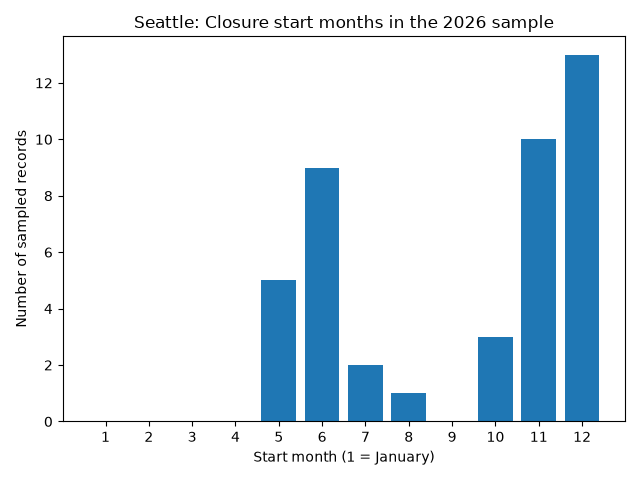 Seattle: Closure start months in the 2026 sample
Number of sampled records
12
10
8
6
4
2
0
1 2 3 4 5 6 7 8 9 10 11 12
Start month (1 = January)